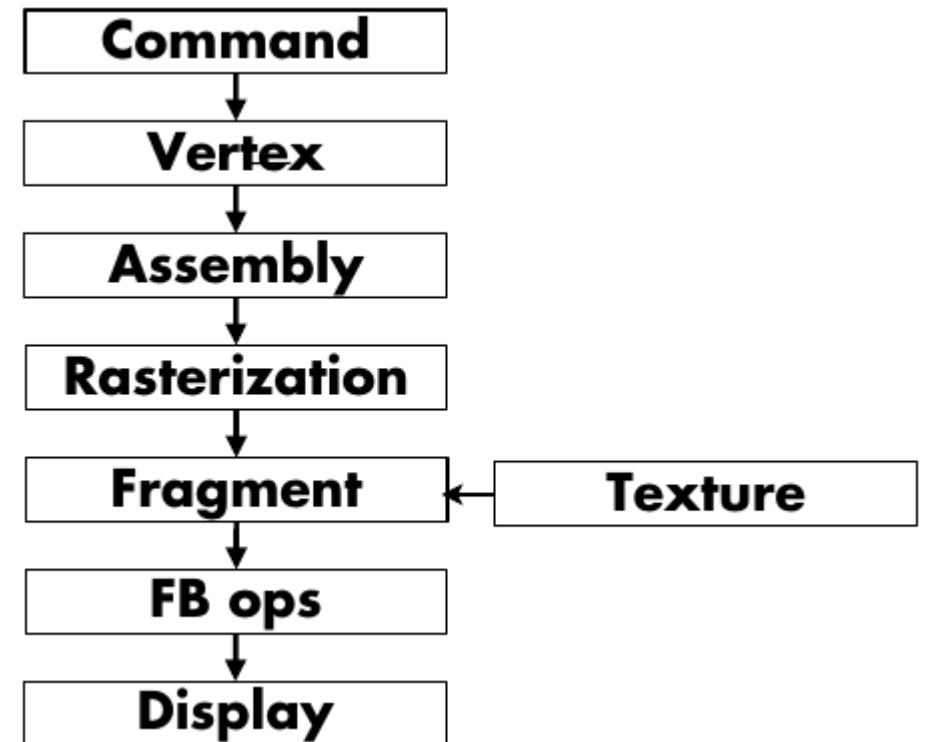 Command
Vertex
Assembly
Rasterization
Fragment
Texture
FB ops
Display